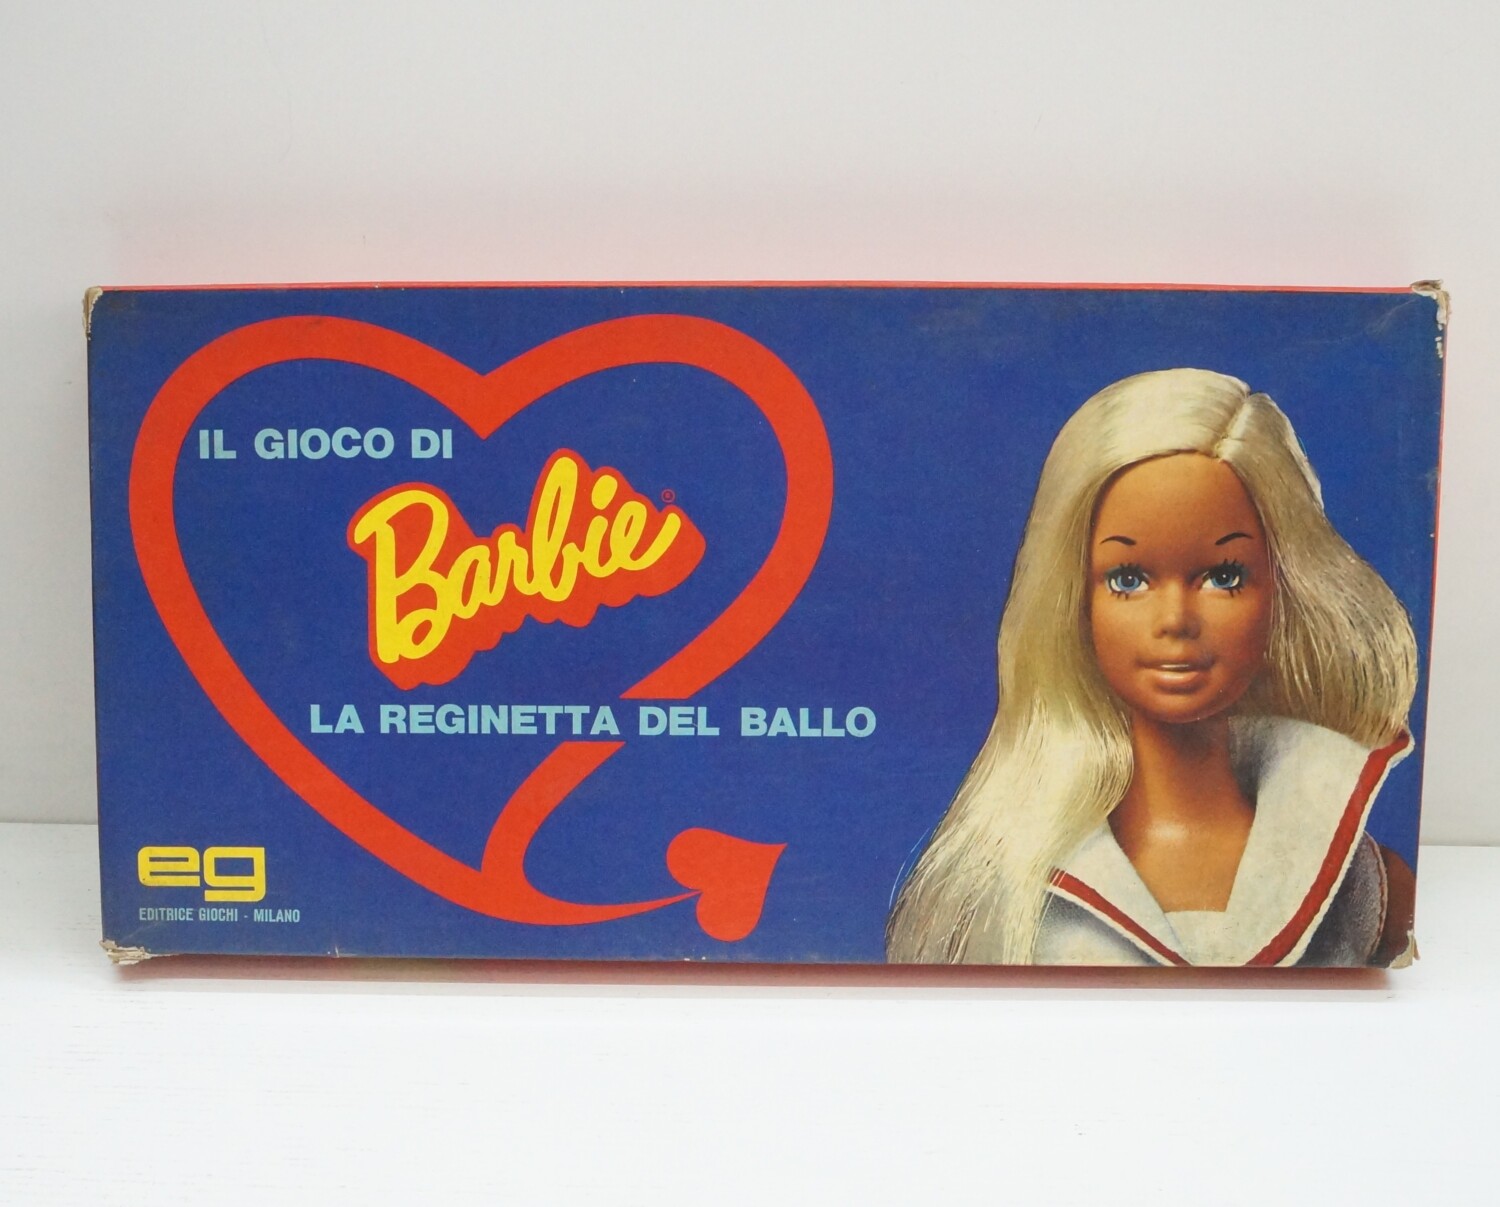 IL GIOCO DI
Barbie®
LA REGINETTA DEL BALLO
eg
EDITRICE GIOCHI - MILANO